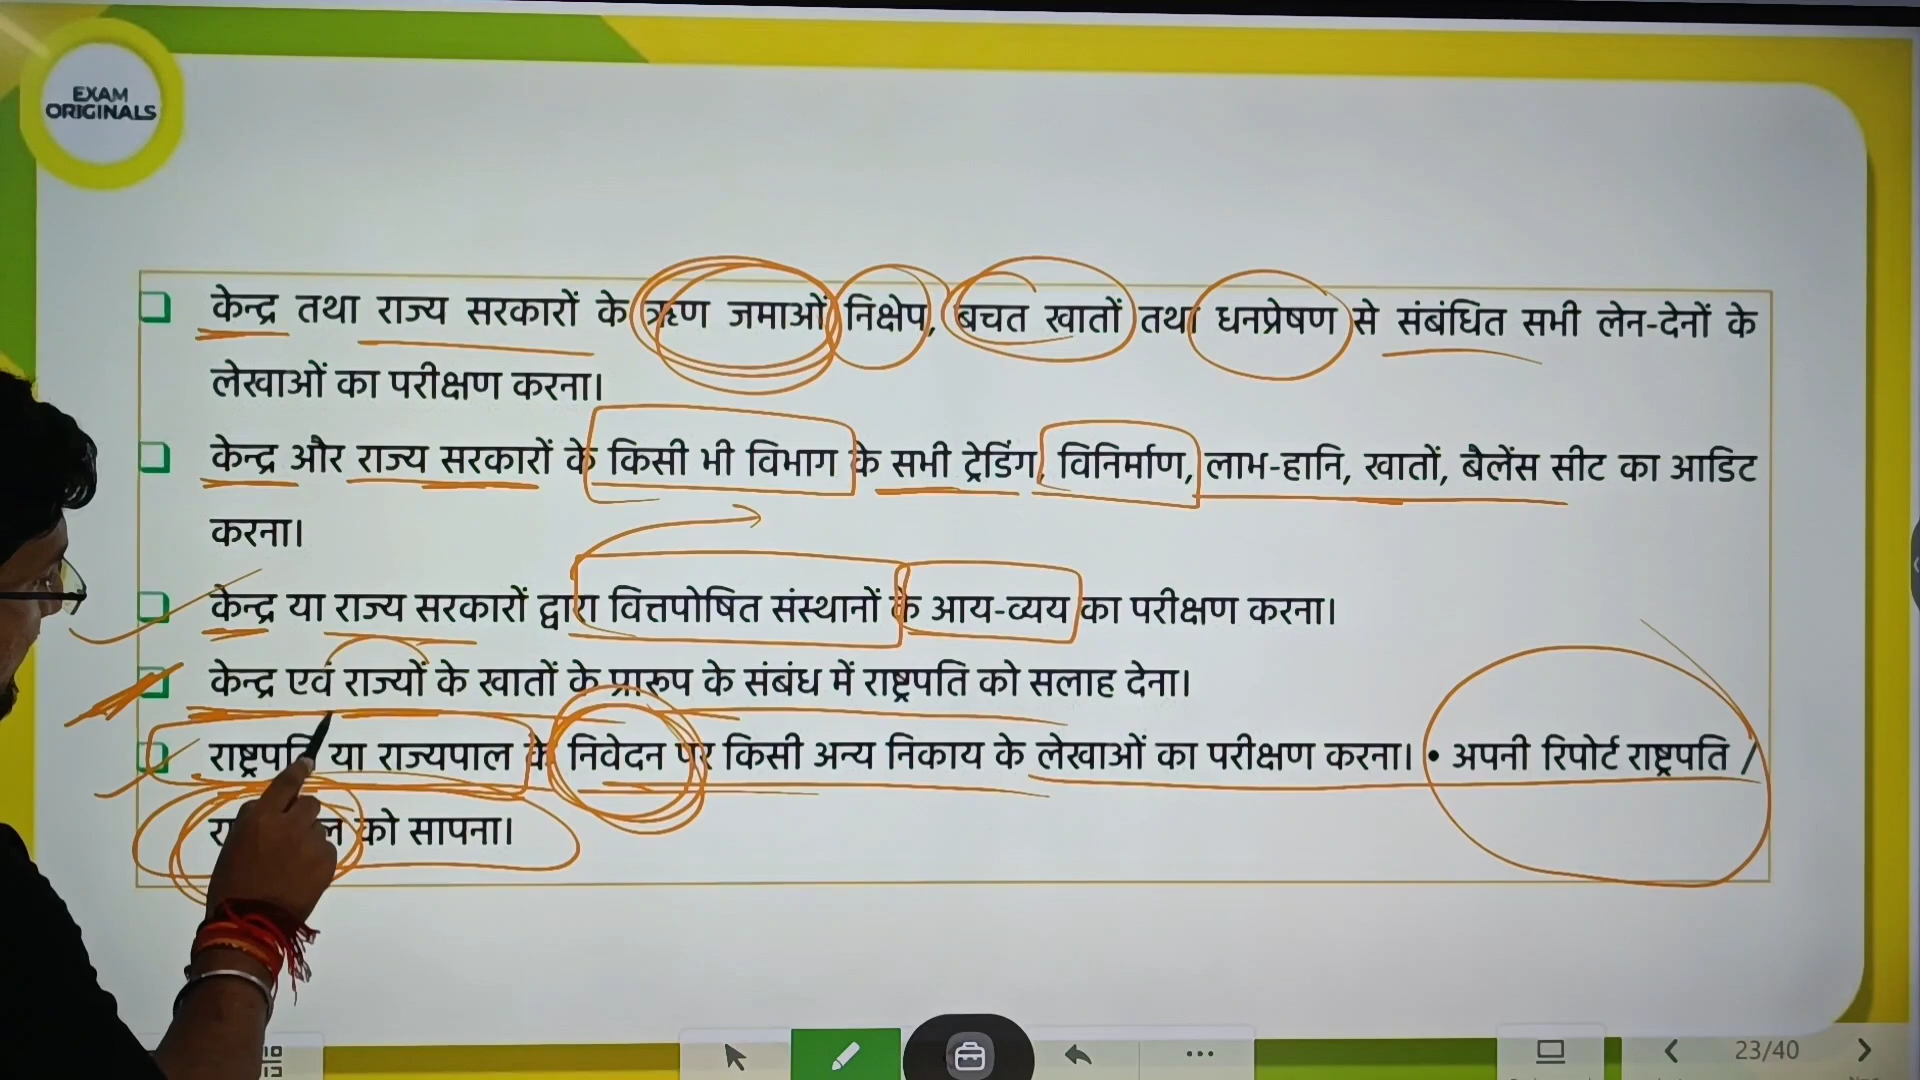 EXAM
ORIGINALS
केन्द्र तथा राज्य सरकारों के ऋण जमाओं निक्षेप, बचत खातों तथा धनप्रेषण से संबंधित सभी लेन-देनों के
लेखाओं का परीक्षण करना।
केन्द्र और राज्य सरकारों के किसी भी विभाग के सभी ट्रेडिंग, विनिर्माण, लाभ-हानि, खातों, बैलेंस सीट का आडिट
करना।
केन्द्र या राज्य सरकारों द्वारा वित्तपोषित संस्थानों के आय-व्यय का परीक्षण करना।
केन्द्र एवं राज्यों के खातों के प्रारूप के संबंध में राष्ट्रपति को सलाह देना।
राष्ट्रपति या राज्यपाल के निवेदन पर किसी अन्य निकाय के लेखाओं का परीक्षण करना। • अपनी रिपोर्ट राष्ट्रपति /
को सापना।
23/40